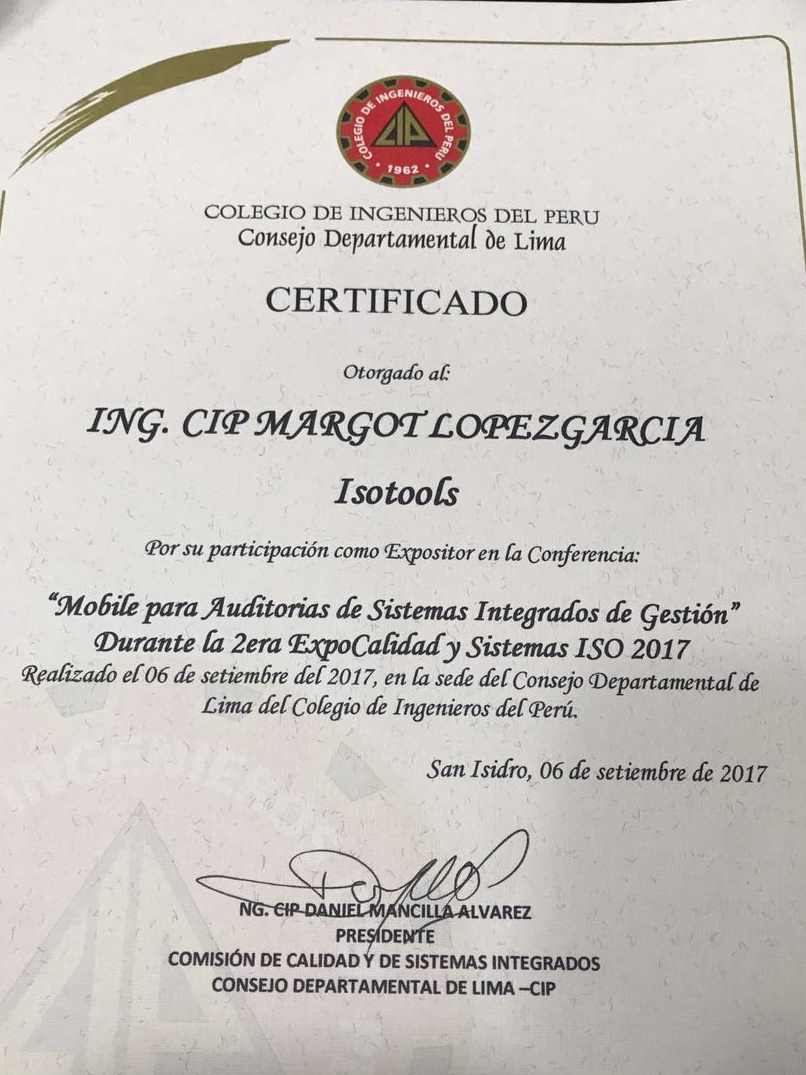 COLEGIO DE INGENIEROS DEL PERU
CIP
1962
COLEGIO DE INGENIEROS DEL PERU
Consejo Departamental de Lima
CERTIFICADO
Otorgado al:
ING. CIP MARGOT LOPEZ GARCIA
Isotools
Por su participación como Expositor en la Conferencia:
“Mobile para Auditorias de Sistemas Integrados de Gestión”
Durante la 2era ExpoCalidad y Sistemas ISO 2017
Realizado el 06 de setiembre del 2017, en la sede del Consejo Departamental de
Lima del Colegio de Ingenieros del Perú.
San Isidro, 06 de setiembre de 2017
NG. CIP DANIEL MANCILLA ALVAREZ
PRESIDENTE
COMISIÓN DE CALIDAD Y DE SISTEMAS INTEGRADOS
CONSEJO DEPARTAMENTAL DE LIMA –CIP
INGENIEROS